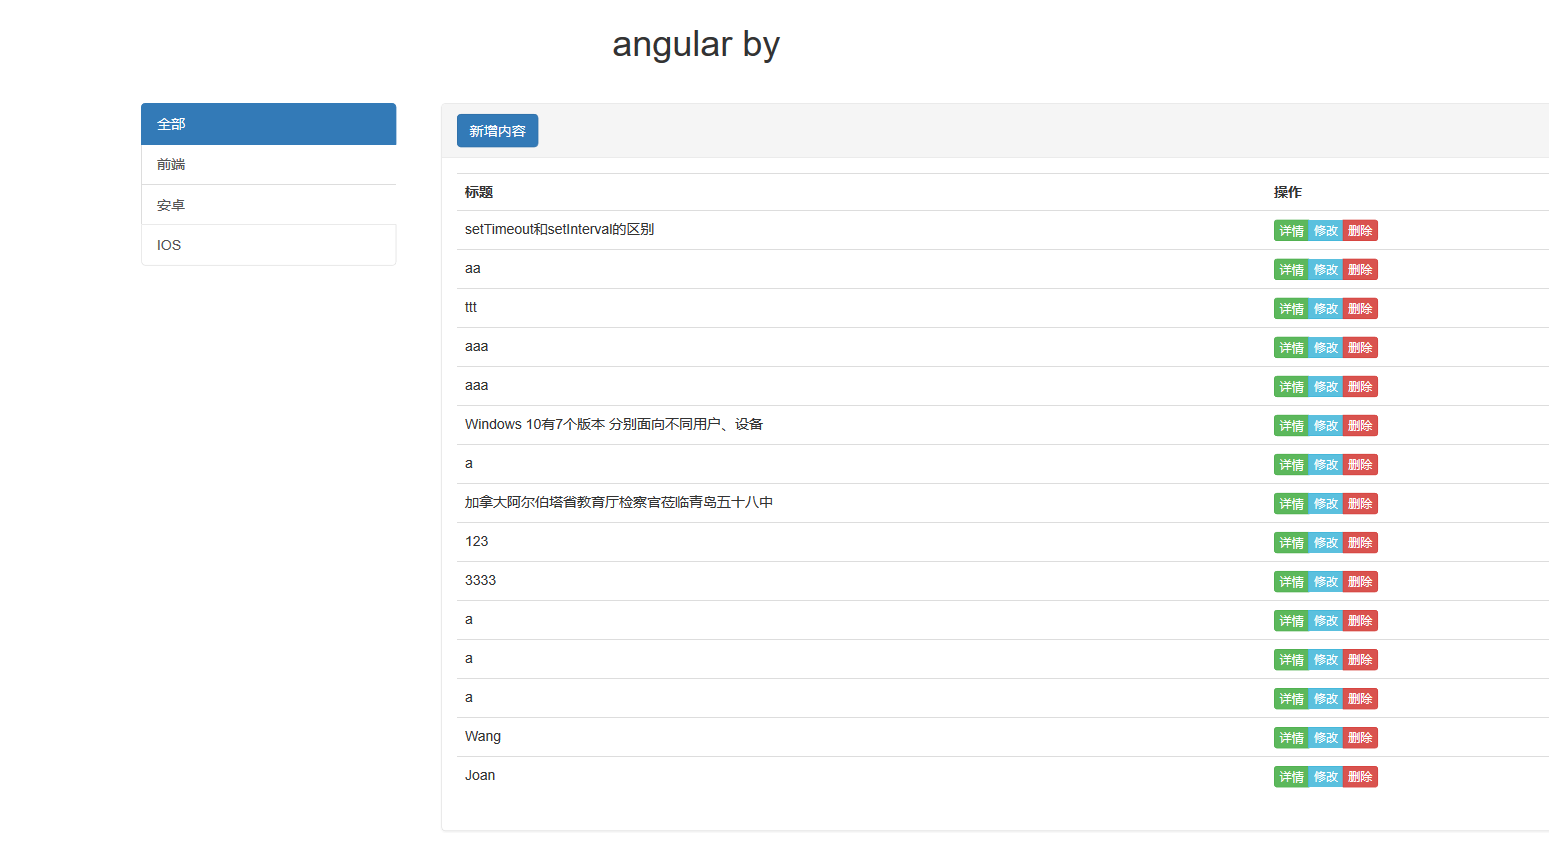 angular by
全部
前端
安卓
IOS
新增内容
标题 操作
setTimeout和setInterval的区别 详情 修改 删除
aa 详情 修改 删除
ttt 详情 修改 删除
aaa 详情 修改 删除
aaa 详情 修改 删除
Windows 10有7个版本 分别面向不同用户、设备 详情 修改 删除
a 详情 修改 删除
加拿大阿尔伯塔省教育厅检察官莅临青岛五十八中 详情 修改 删除
123 详情 修改 删除
3333 详情 修改 删除
a 详情 修改 删除
a 详情 修改 删除
a 详情 修改 删除
Wang 详情 修改 删除
Joan 详情 修改 删除